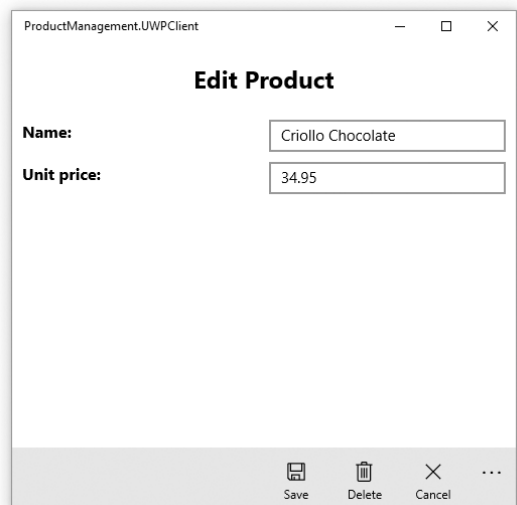 ProductManagement.UWPClient
Edit Product
Name: Criollo Chocolate
Unit price: 34.95
Save Delete Cancel